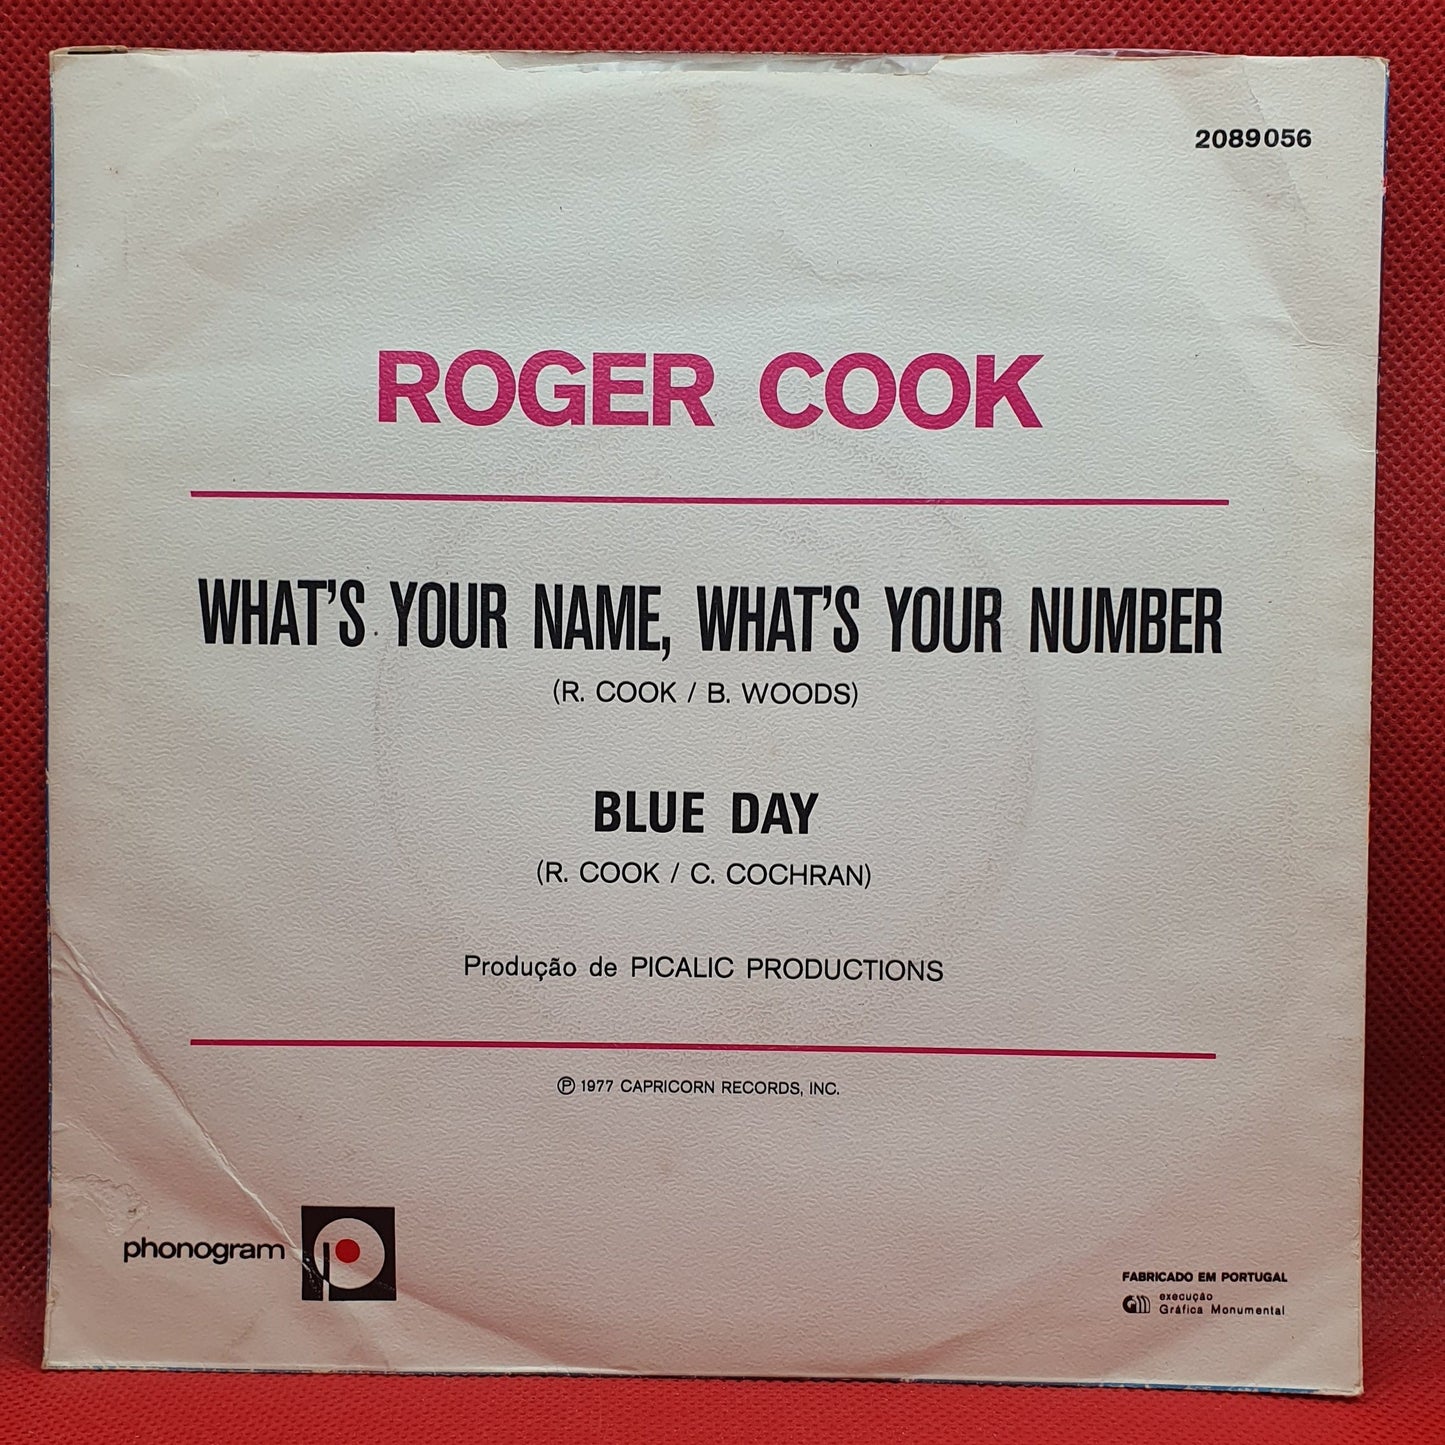 2089056
ROGER COOK
WHAT'S YOUR NAME, WHAT'S YOUR NUMBER
(R. COOK / B. WOODS)
BLUE DAY
(R. COOK / C. COCHRAN)
Produção de PICALIC PRODUCTIONS
Ⓟ 1977 CAPRICORN RECORDS, INC.
phonogram
FABRICADO EM PORTUGAL
execução
Gráfica Monumental